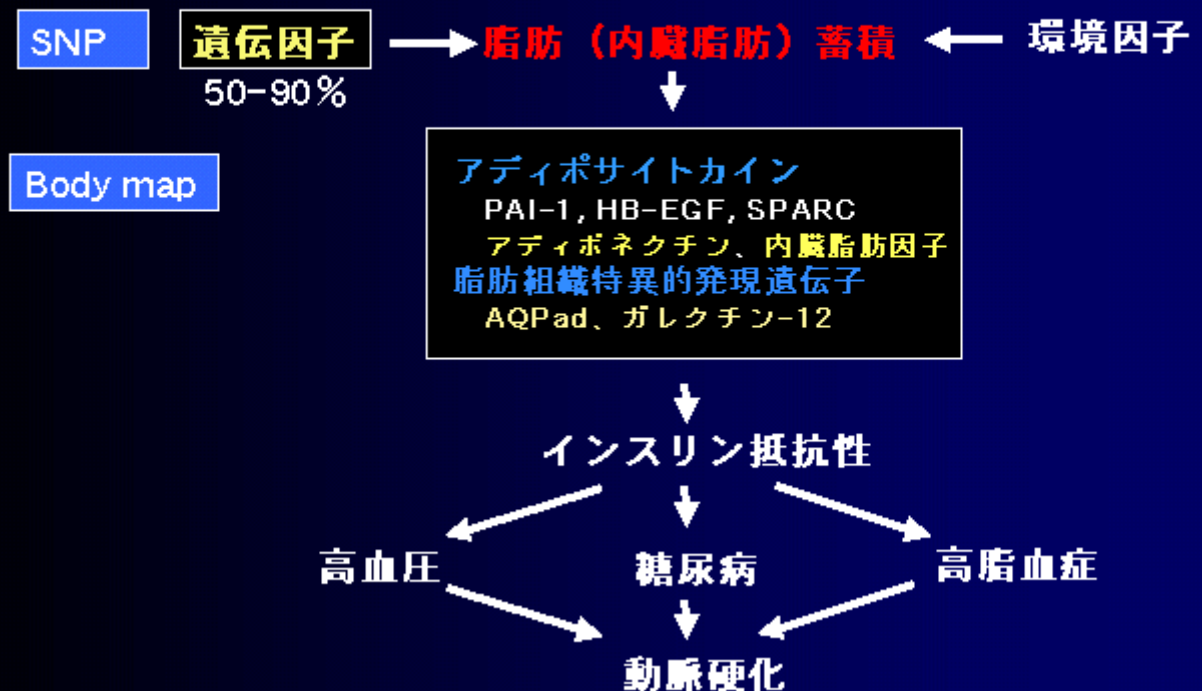 SNP
遺伝因子
脂肪（内臓脂肪）蓄積
環境因子
50-90％
Body map
アディポサイトカイン
PAI-1, HB-EGF, SPARC
アディポネクチン、内臓脂肪因子
脂肪組織特異的発現遺伝子
AQPad、ガレクチン-12
インスリン抵抗性
高血圧
糖尿病
高脂血症
動脈硬化